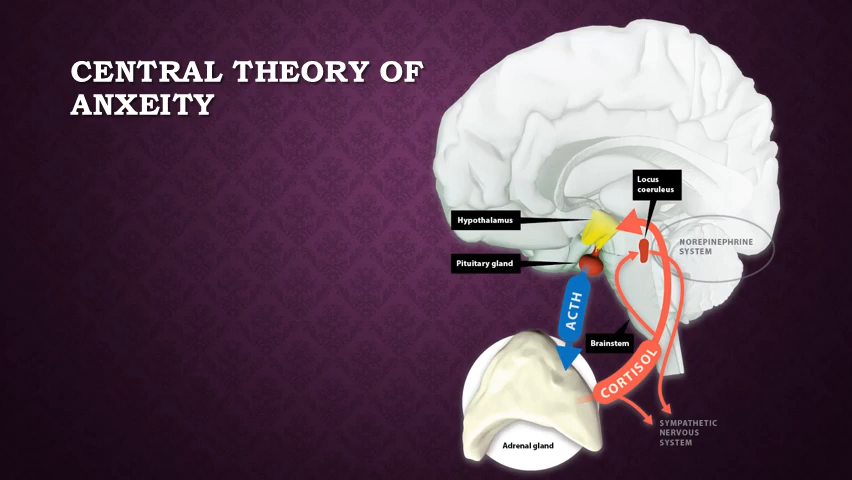 CENTRAL THEORY OF
ANXEITY
Locus
coeruleus
Hypothalamus
NOREPINEPHRINE
SYSTEM
Pituitary gland
ACTH
Brainstem
CORTISOL
SYMPATHETIC
NERVOUS
SYSTEM
Adrenal gland